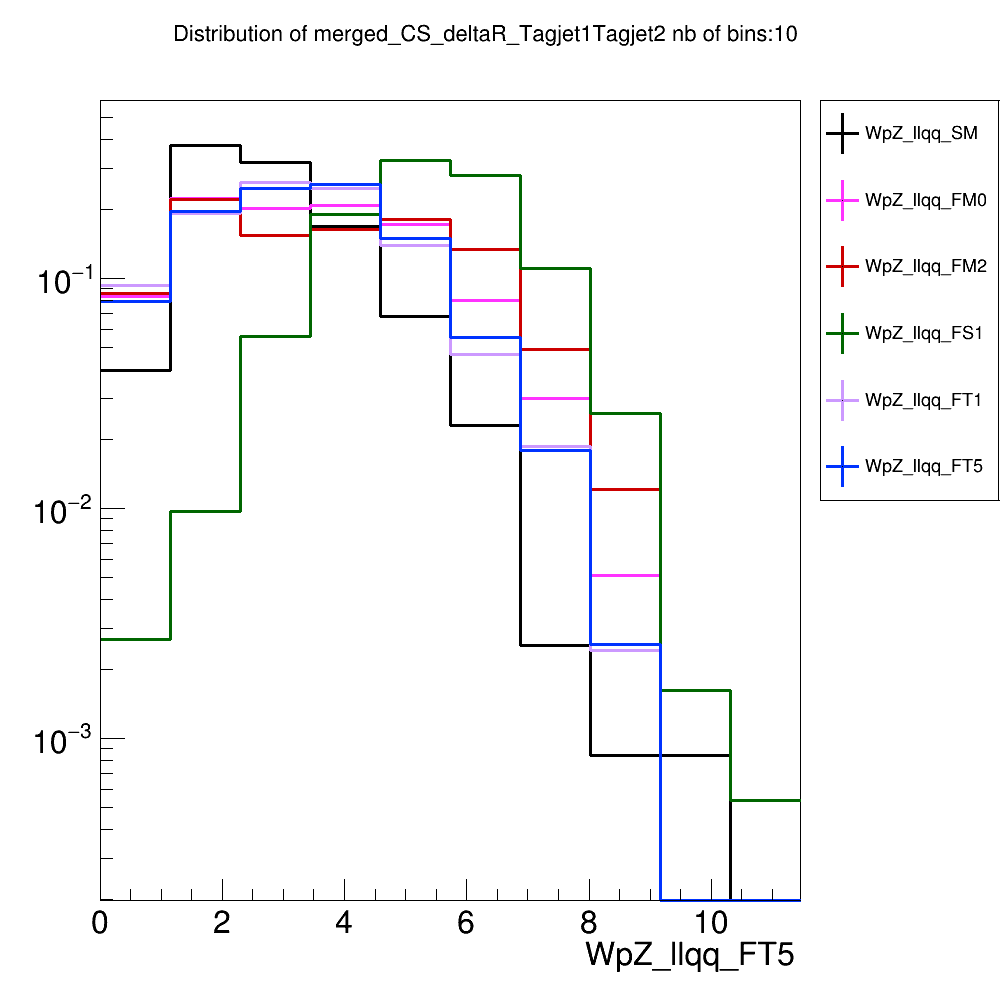 Distribution of merged_CS_deltaR_Tagjet1Tagjet2 nb of bins:10
WpZ_llqq_SM
WpZ_llqq_FM0
WpZ_llqq_FM2
WpZ_llqq_FS1
WpZ_llqq_FT1
WpZ_llqq_FT5
10⁻¹
10⁻²
10⁻³
0 2 4 6 8 10
WpZ_llqq_FT5